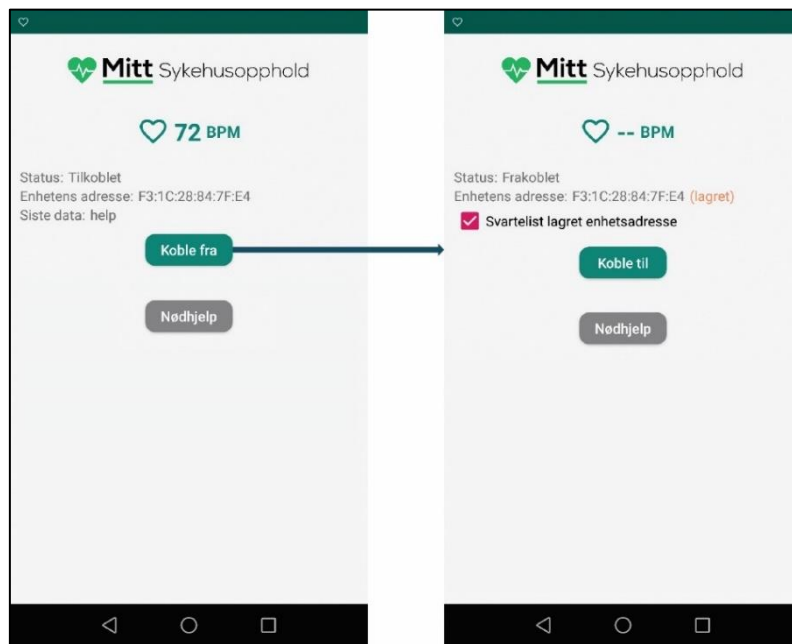 Mitt Sykehusopphold
72 BPM
Status: Tilkoblet
Enhetens adresse: F3:1C:28:84:7F:E4
Siste data: help
Koble fra
Nødhjelp
Mitt Sykehusopphold
-- BPM
Status: Frakoblet
Enhetens adresse: F3:1C:28:84:7F:E4 (lagret)
Svartelist lagret enhetsadresse
Koble til
Nødhjelp